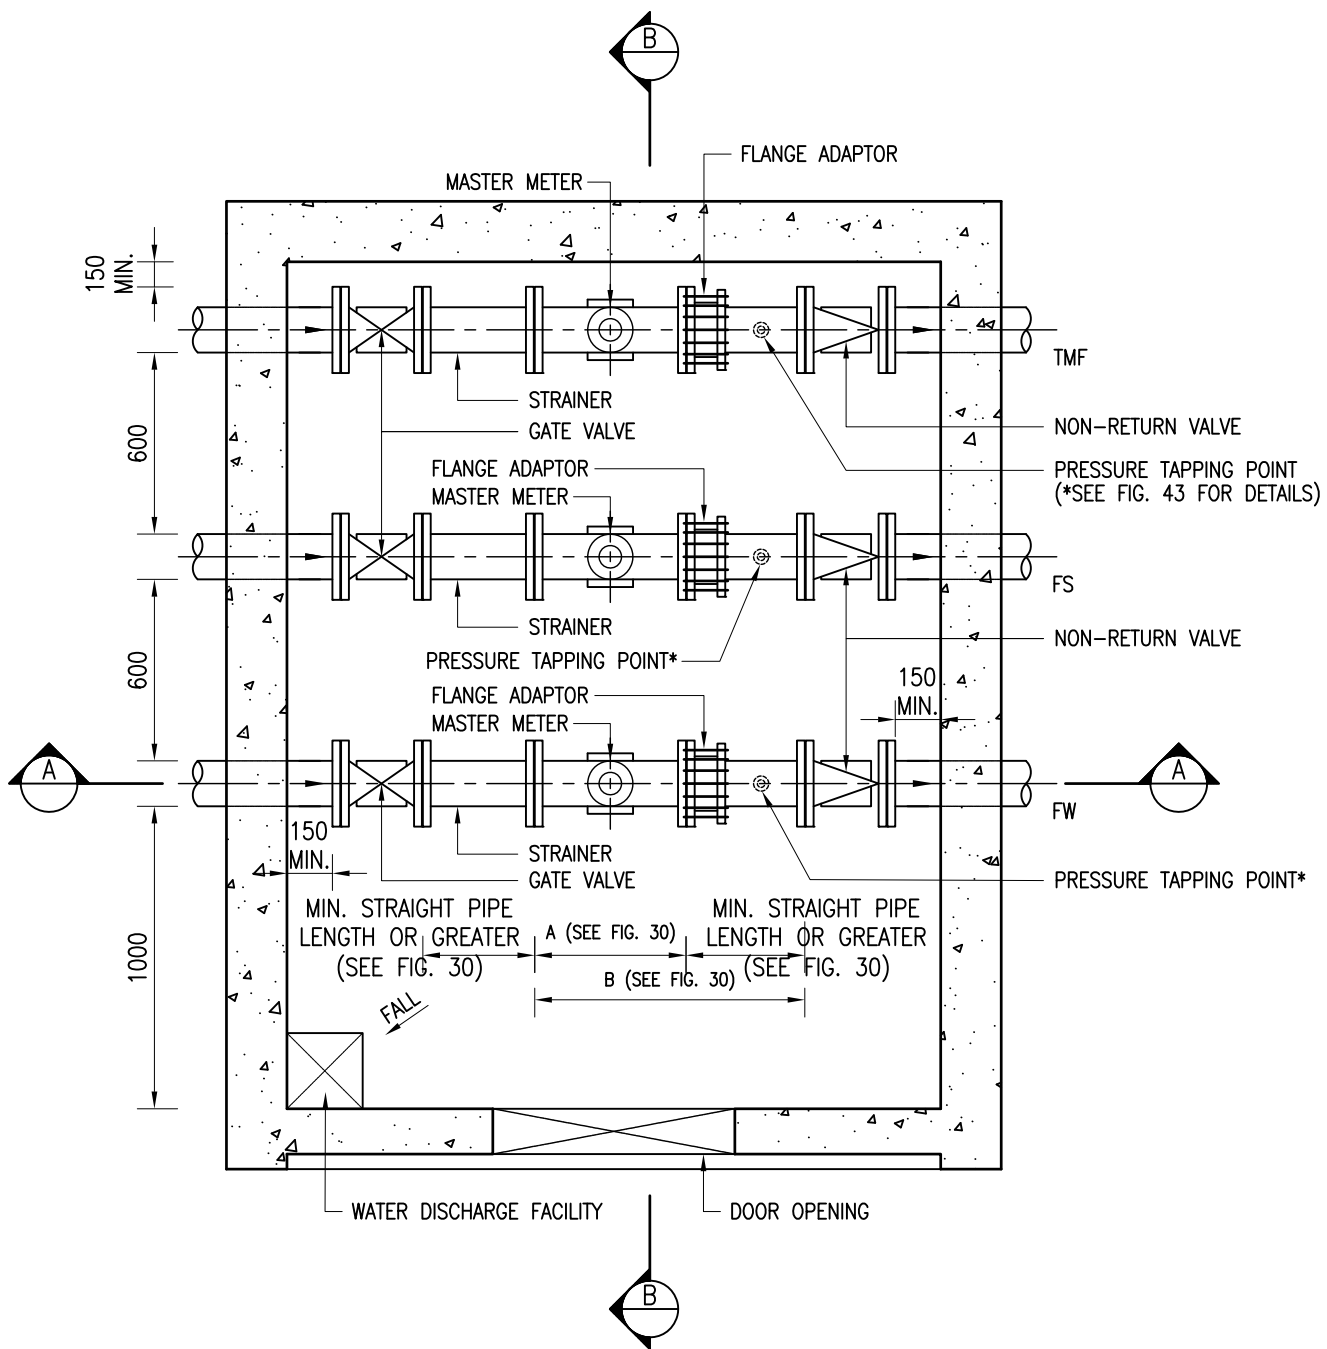 B
FLANGE ADAPTOR
MASTER METER
150
MIN.
TMF
STRAINER
GATE VALVE
NON-RETURN VALVE
600
FLANGE ADAPTOR
MASTER METER
PRESSURE TAPPING POINT
(*SEE FIG. 43 FOR DETAILS)
FS
STRAINER
NON-RETURN VALVE
PRESSURE TAPPING POINT*
600
FLANGE ADAPTOR
MASTER METER
150
MIN.
A
A
FW
150
MIN.
STRAINER
GATE VALVE
PRESSURE TAPPING POINT*
MIN. STRAIGHT PIPE
LENGTH OR GREATER
(SEE FIG. 30)
A (SEE FIG. 30)
MIN. STRAIGHT PIPE
LENGTH OR GREATER
(SEE FIG. 30)
B (SEE FIG. 30)
1000
FALL
WATER DISCHARGE FACILITY
DOOR OPENING
B